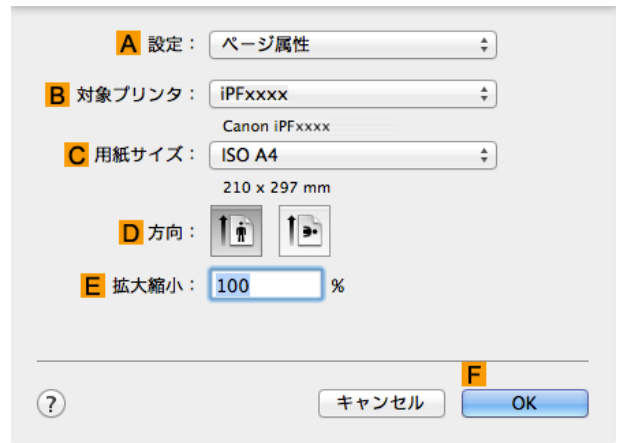 A 設定： ページ属性
B 対象プリンタ： iPFxxxx
Canon iPFxxxx
C 用紙サイズ： ISO A4
210 x 297 mm
D 方向：
E 拡大縮小： 100 %
F
? キャンセル OK